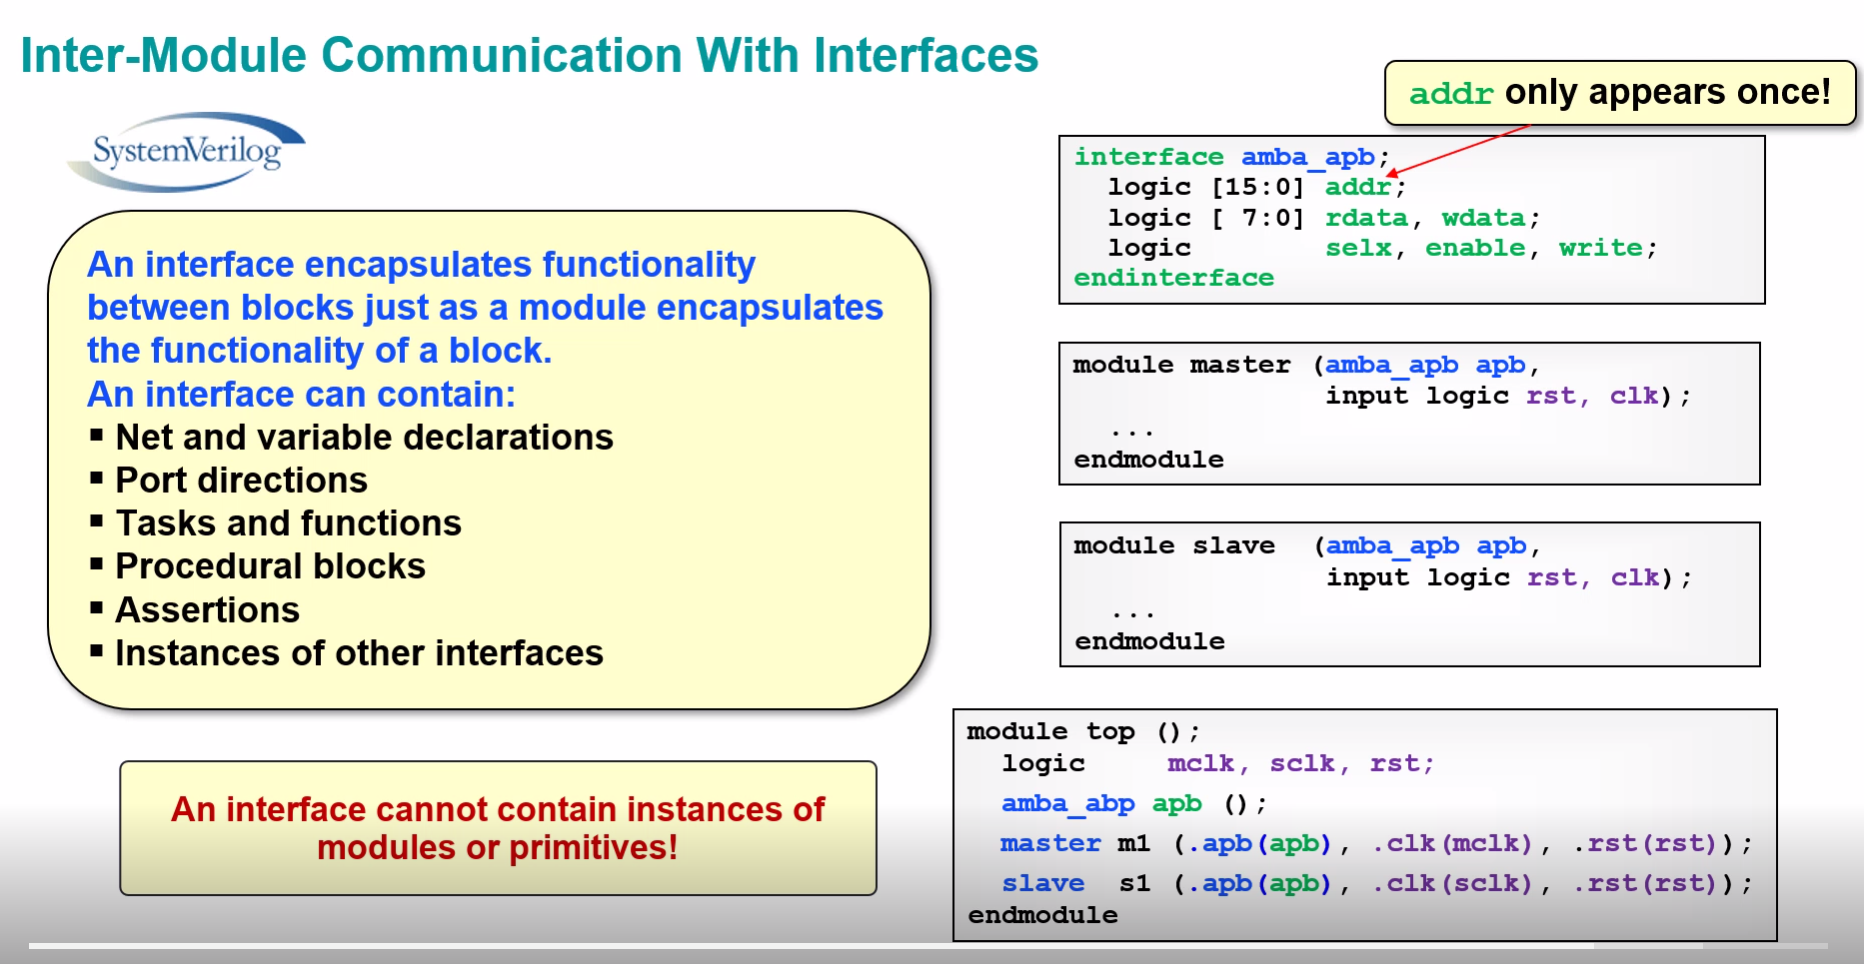 Inter-Module Communication With Interfaces
SystemVerilog
An interface encapsulates functionality
between blocks just as a module encapsulates
the functionality of a block.
An interface can contain:
▪ Net and variable declarations
▪ Port directions
▪ Tasks and functions
▪ Procedural blocks
▪ Assertions
▪ Instances of other interfaces
An interface cannot contain instances of
modules or primitives!
addr only appears once!
interface amba_apb;
  logic [15:0] addr;
  logic [ 7:0] rdata, wdata;
  logic        selx, enable, write;
endinterface
module master (amba_apb apb,
               input logic rst, clk);
  ...
endmodule
module slave  (amba_apb apb,
               input logic rst, clk);
  ...
endmodule
module top ();
  logic     mclk, sclk, rst;
  amba_abp apb ();
  master m1 (.apb(apb), .clk(mclk), .rst(rst));
  slave  s1 (.apb(apb), .clk(sclk), .rst(rst));
endmodule